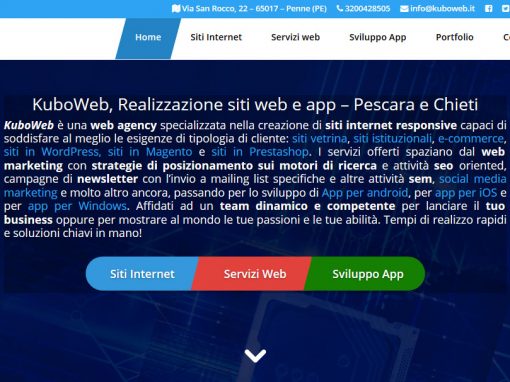 Via San Rocco, 22 – 65017 – Penne (PE) 3200428505 info@kuboweb.it
Home Siti Internet Servizi web Sviluppo App Portfolio
KuboWeb, Realizzazione siti web e app – Pescara e Chieti
KuboWeb è una web agency specializzata nella creazione di siti internet responsive capaci di
soddisfare al meglio le esigenze di tipologia di cliente: siti vetrina, siti istituzionali, e-commerce,
siti in WordPress, siti in Magento e siti in Prestashop. I servizi offerti spaziano dal web
marketing con strategie di posizionamento sui motori di ricerca e attività seo oriented,
campagne di newsletter con l'invio a mailing list specifiche e altre attività sem, social media
marketing e molto altro ancora, passando per lo sviluppo di App per android, per app per iOS e
per app per Windows. Affidati ad un team dinamico e competente per lanciare il tuo
business oppure per mostrare al mondo le tue passioni e le tue abilità. Tempi di realizzo rapidi
e soluzioni chiavi in mano!
Siti Internet Servizi Web Sviluppo App